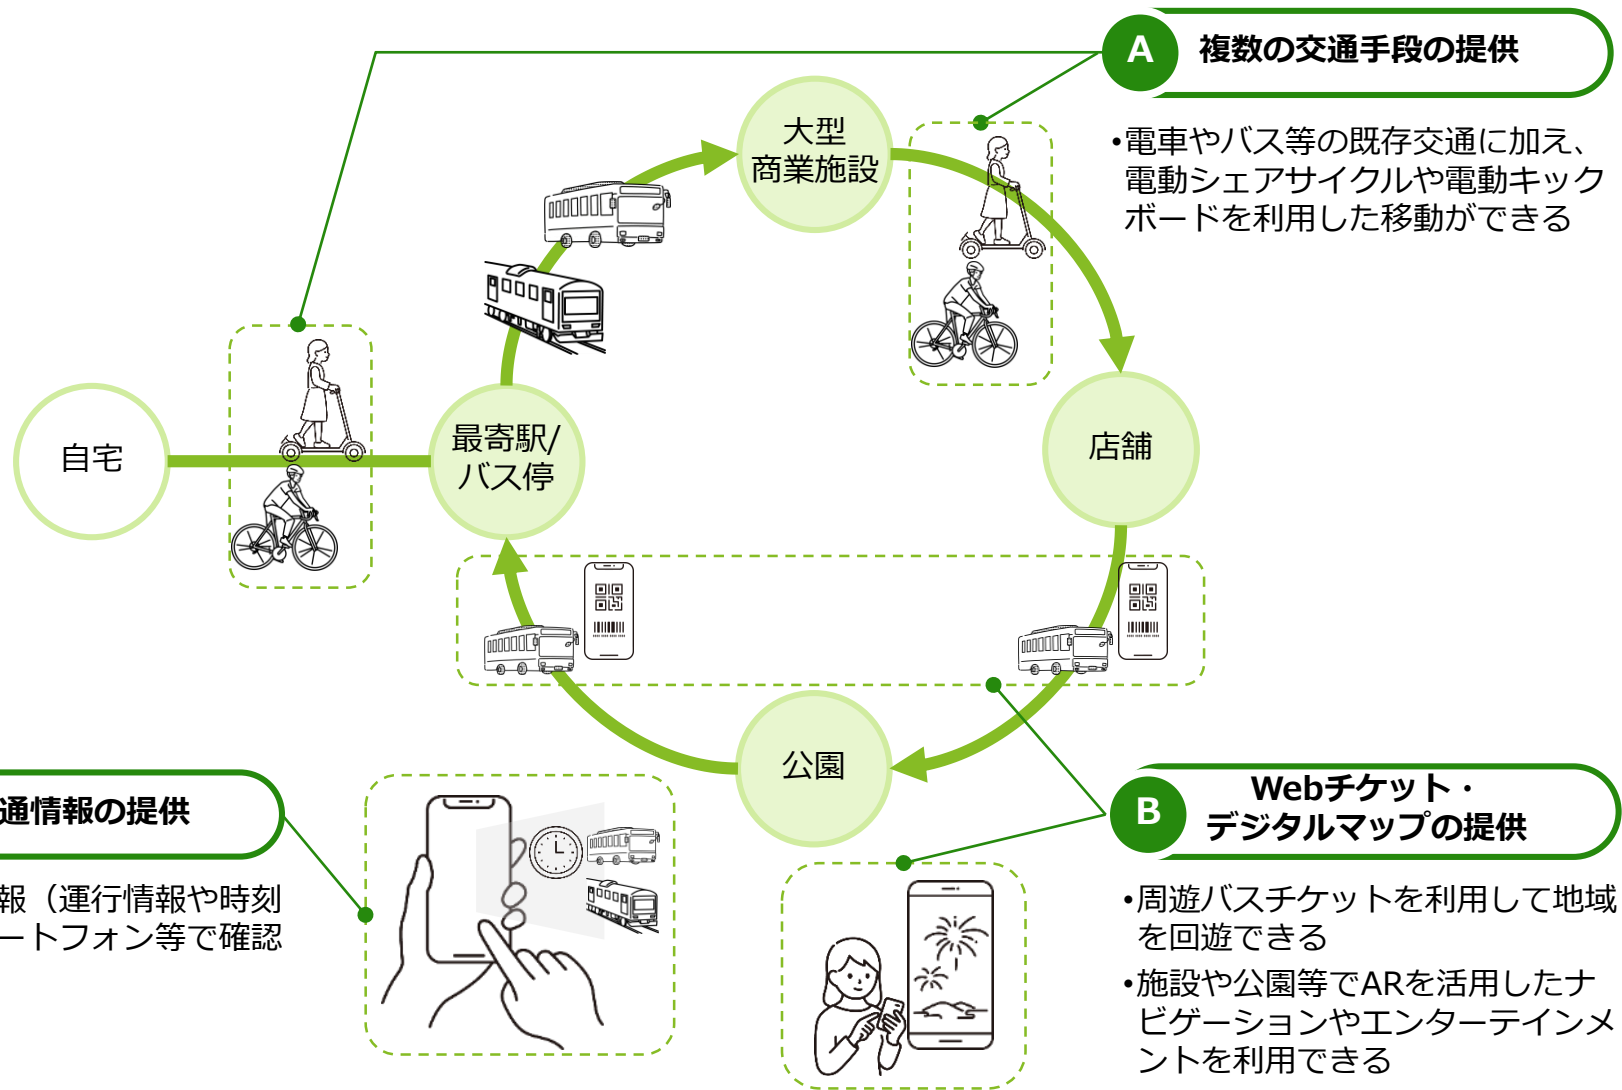 A
複数の交通手段の提供
•電車やバス等の既存交通に加え、
電動シェアサイクルや電動キック
ボードを利用した移動ができる
大型
商業施設
自宅
最寄駅/
バス停
店舗
公園
通情報の提供
報（運行情報や時刻
ートフォン等で確認
B
Webチケット・
デジタルマップの提供
•周遊バスチケットを利用して地域
を回遊できる
•施設や公園等でARを活用したナ
ビゲーションやエンターテインメ
ントを利用できる